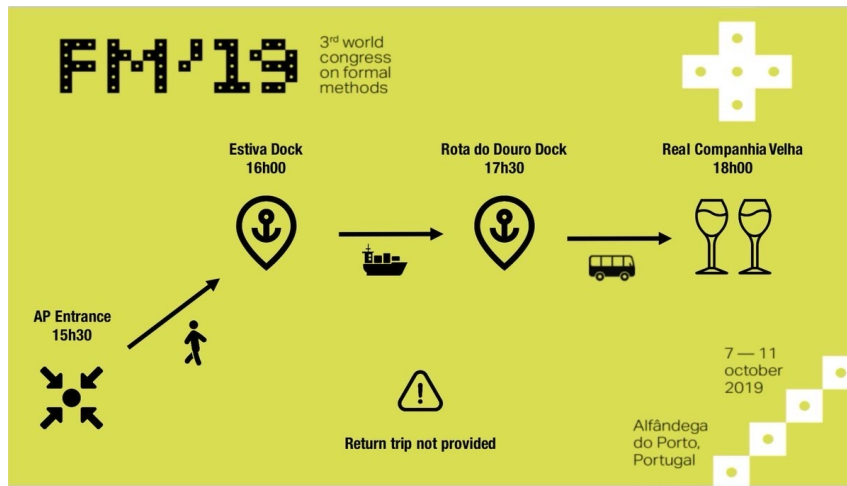 FM'19
3rd world
congress
on formal
methods
Estiva Dock
16h00
Rota do Douro Dock
17h30
Real Companhia Velha
18h00
AP Entrance
15h30
Return trip not provided
7 — 11
october
2019
Alfândega
do Porto,
Portugal